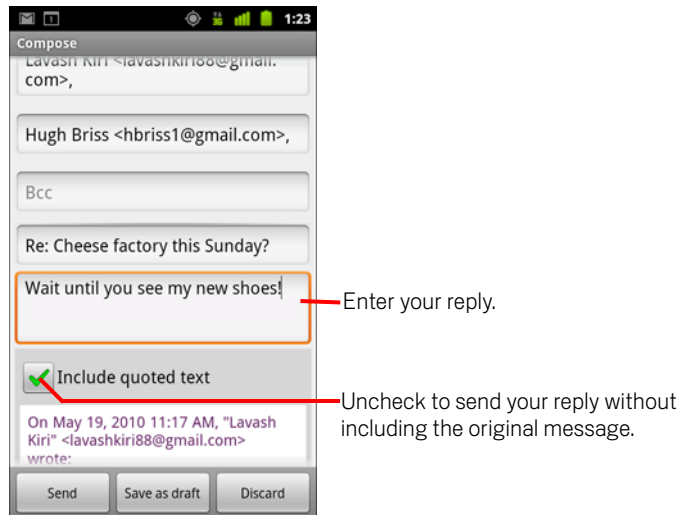 1
3G
1:23
Compose
Lavash Kiri <lavashkiri88@gmail.
com>,
Hugh Briss <hbriss1@gmail.com>,
Bcc
Re: Cheese factory this Sunday?
Wait until you see my new shoes!
Enter your reply.
Include quoted text
Uncheck to send your reply without
including the original message.
On May 19, 2010 11:17 AM, "Lavash
Kiri" <lavashkiri88@gmail.com>
wrote:
Send Save as draft Discard